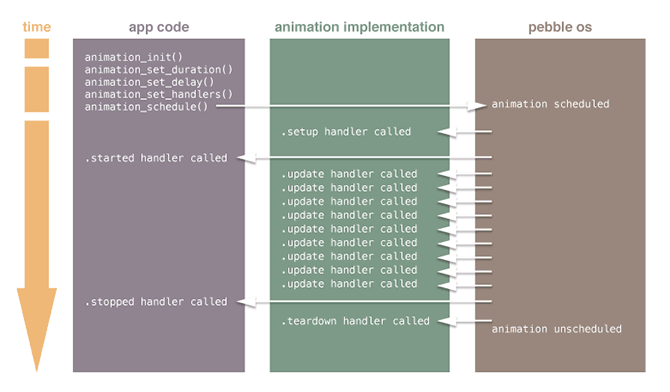 time
app code
animation implementation
pebble os
animation_init()
animation_set_duration()
animation_set_delay()
animation_set_handlers()
animation_schedule()
animation scheduled
.setup handler called
.started handler called
.update handler called
.update handler called
.update handler called
.update handler called
.update handler called
.update handler called
.update handler called
.update handler called
.update handler called
.stopped handler called
.teardown handler called
animation unscheduled